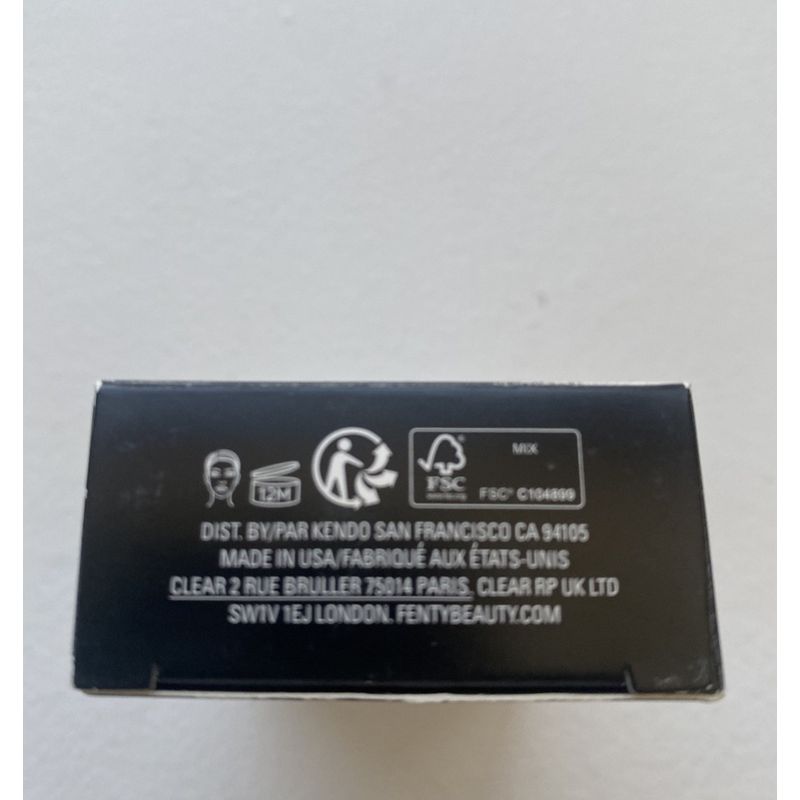 12M
FSC
MIX
FSC® C104899
DIST. BY/PAR KENDO SAN FRANCISCO CA 94105
MADE IN USA/FABRIQUÉ AUX ÉTATS-UNIS
CLEAR 2 RUE BRULLER 75014 PARIS, CLEAR RP UK LTD
SW1V 1EJ LONDON. FENTYBEAUTY.COM